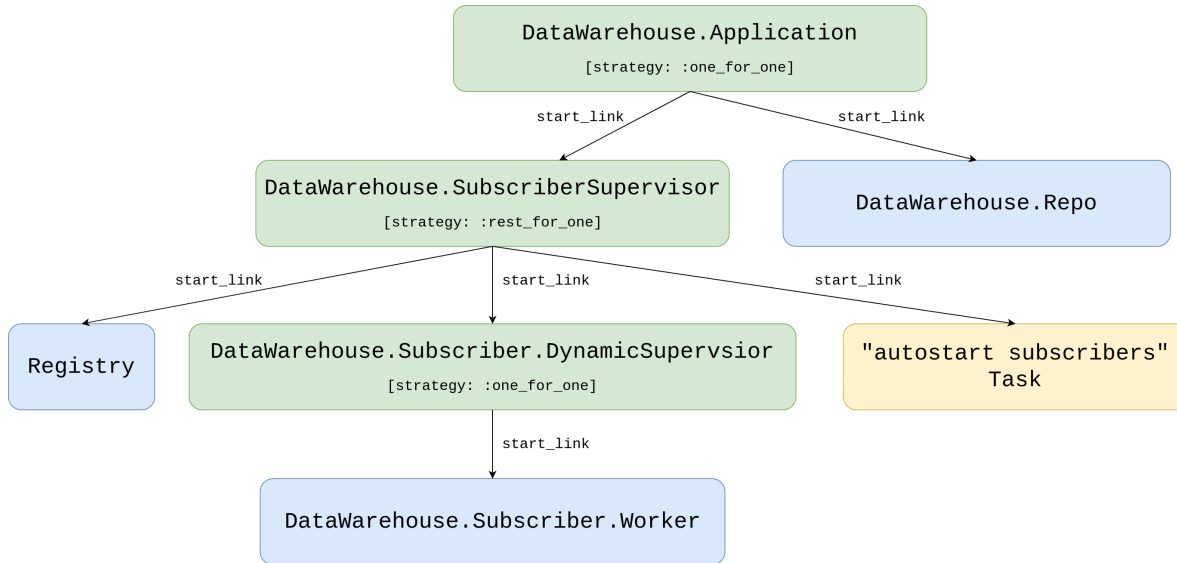 DataWarehouse.Application
[strategy: :one_for_one]
start_link
start_link
DataWarehouse.SubscriberSupervisor
[strategy: :rest_for_one]
DataWarehouse.Repo
start_link
start_link
start_link
Registry
DataWarehouse.Subscriber.DynamicSupervsior
[strategy: :one_for_one]
"autostart subscribers"
Task
start_link
DataWarehouse.Subscriber.Worker